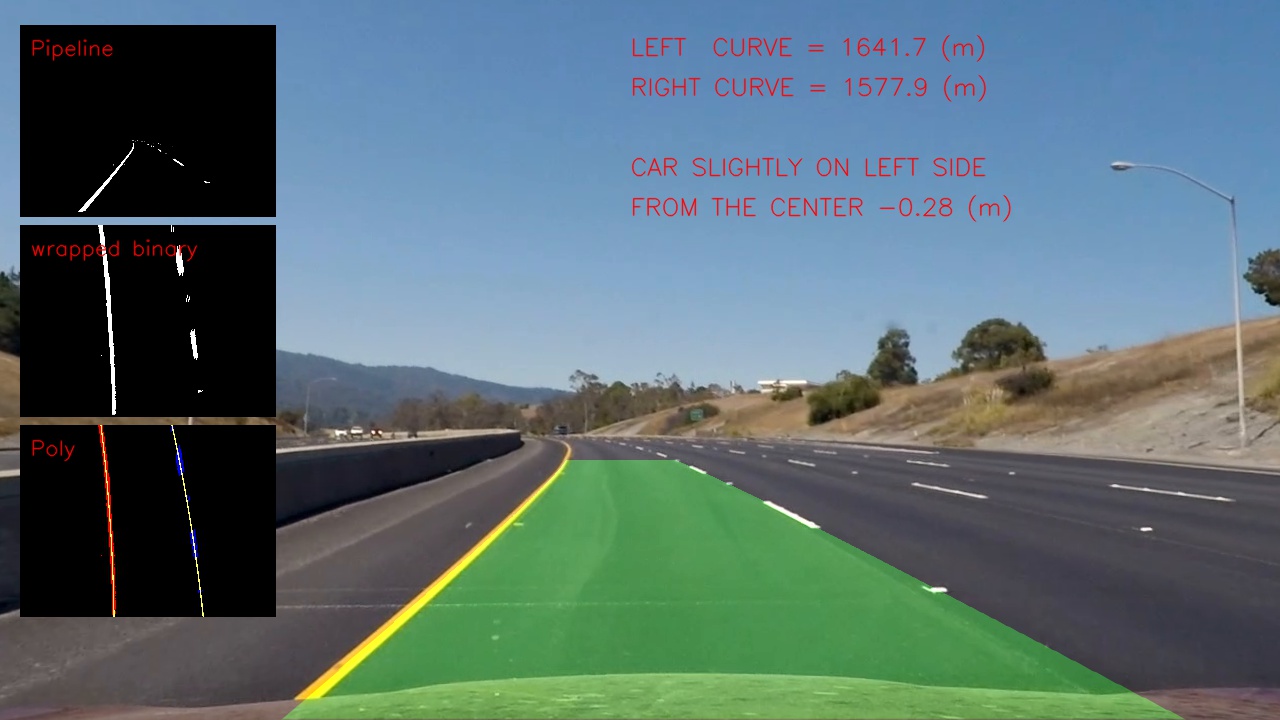 Pipeline
wrapped binary
Poly
LEFT CURVE = 1641.7 (m)
RIGHT CURVE = 1577.9 (m)
CAR SLIGHTLY ON LEFT SIDE
FROM THE CENTER -0.28 (m)